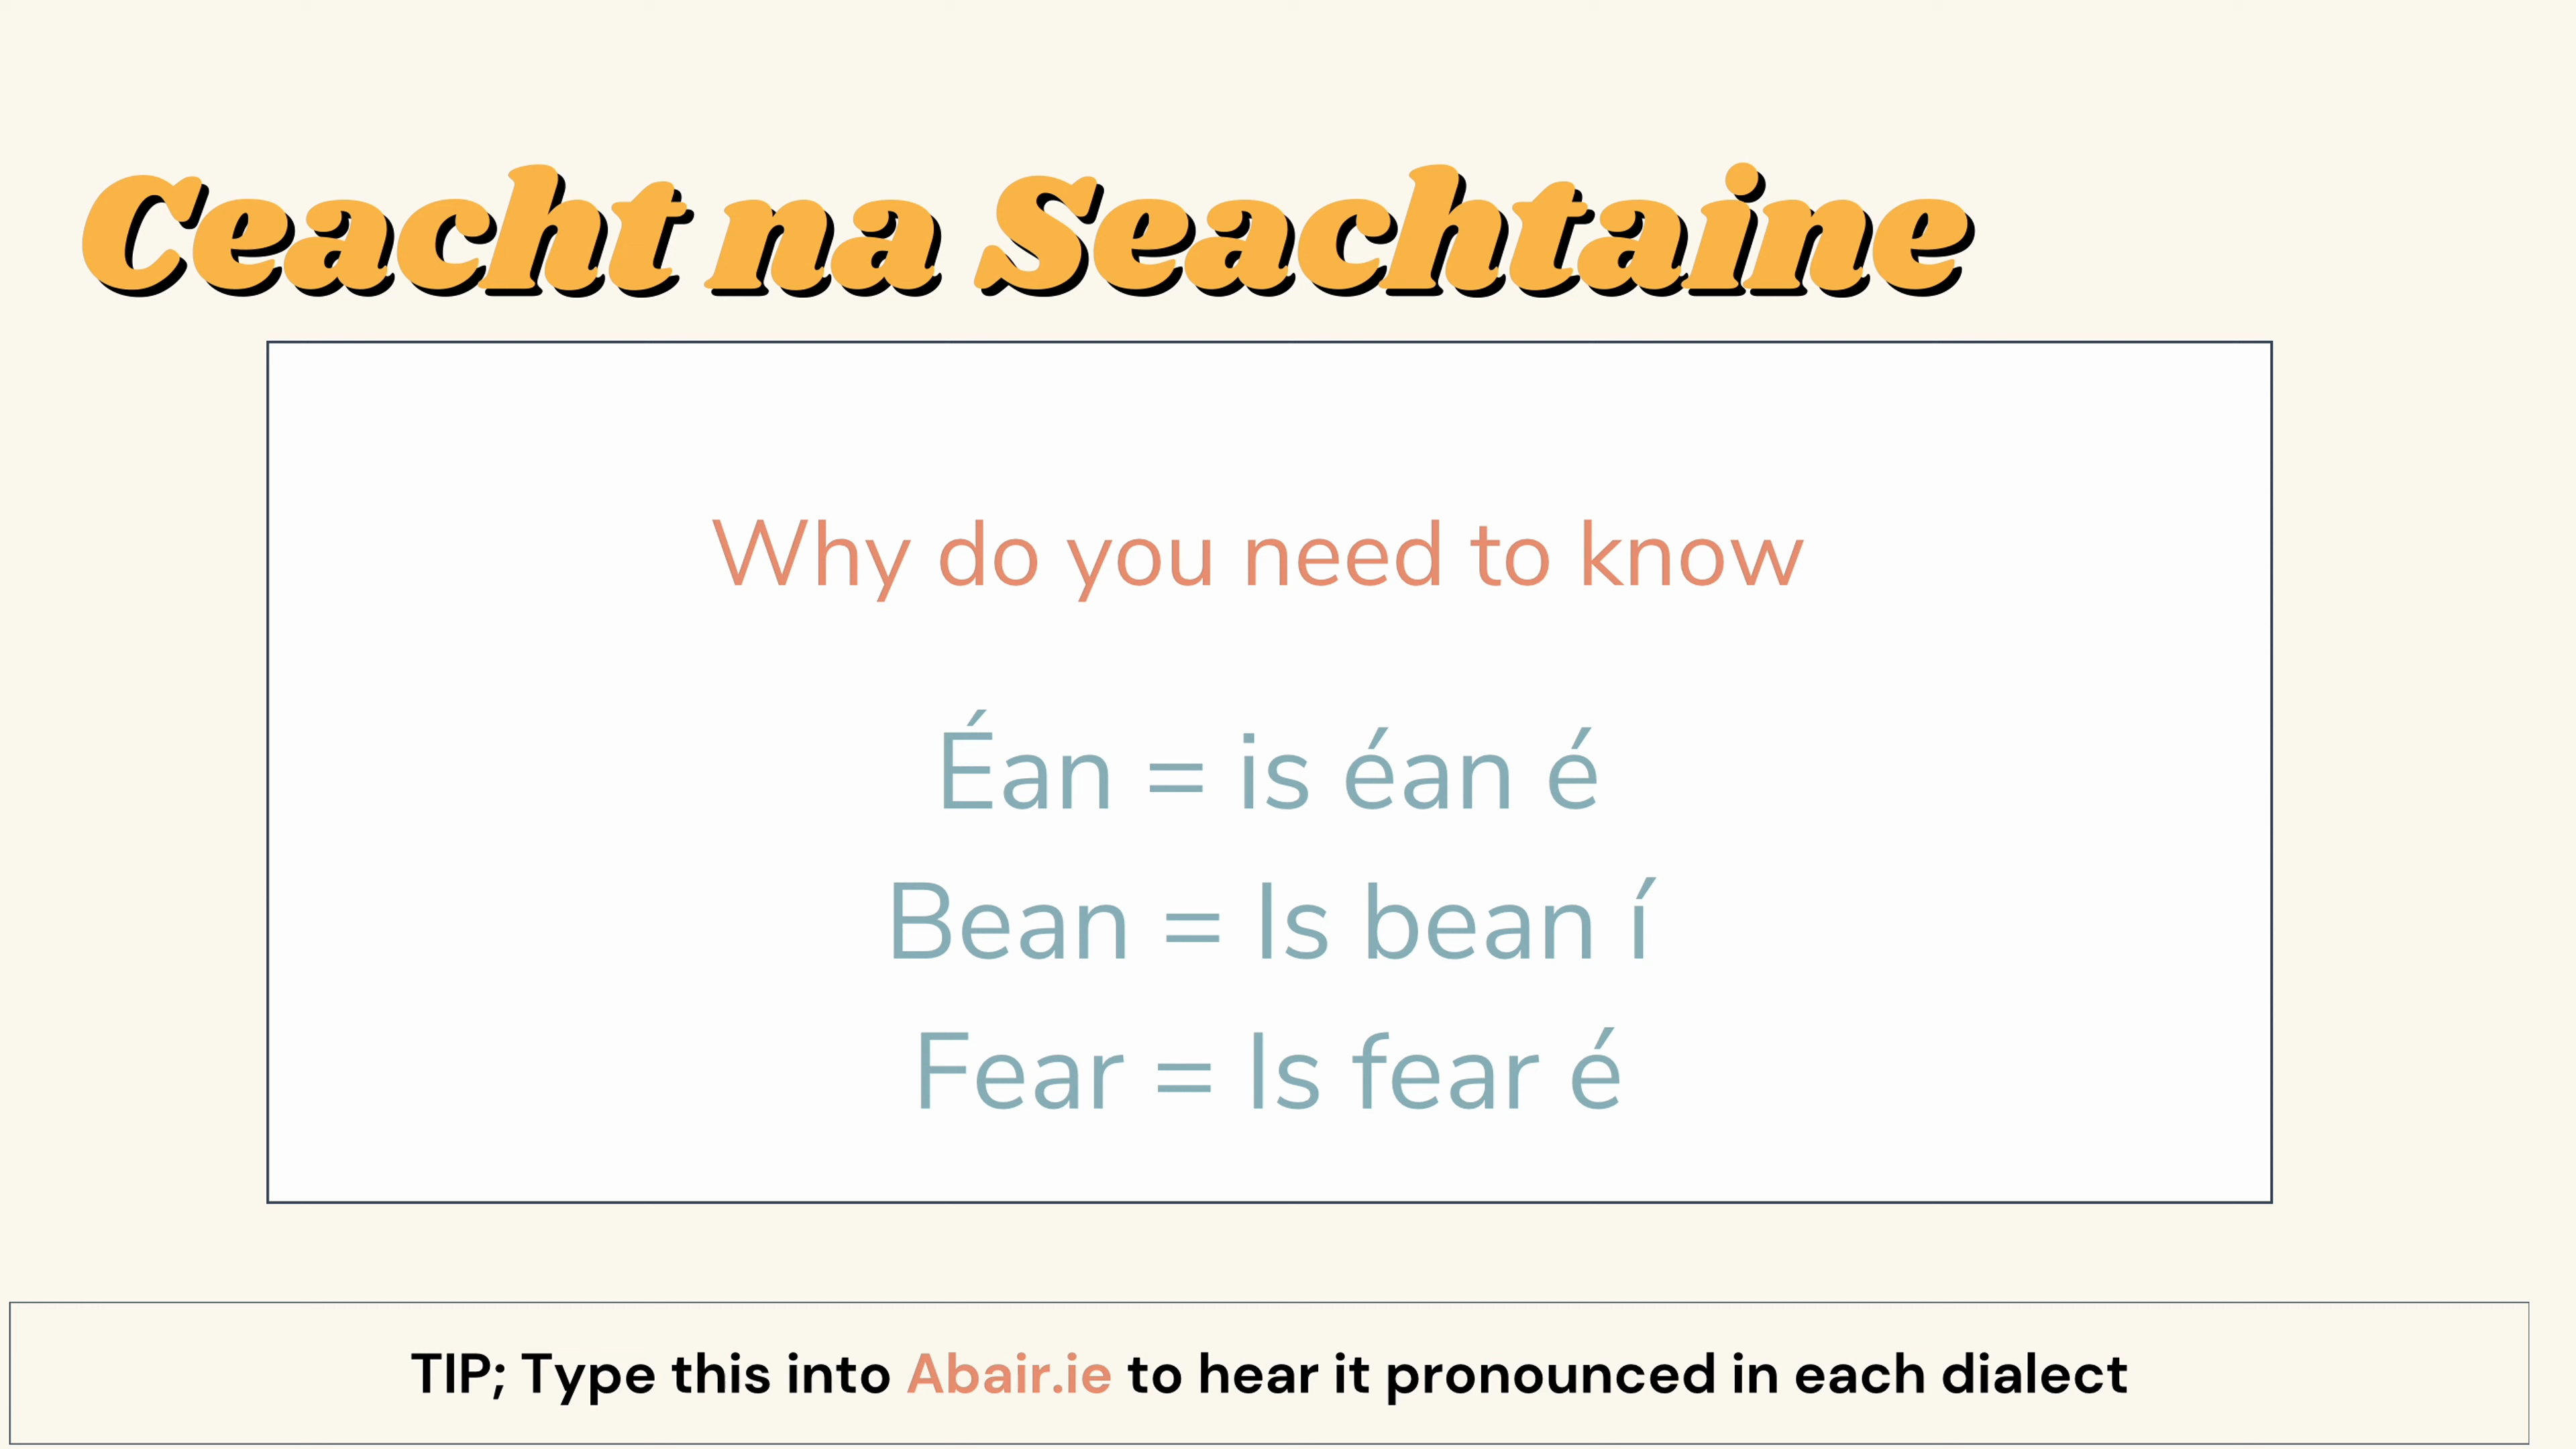 Ceacht na Seachtaine
Why do you need to know
Éan = is éan é
Bean = Is bean í
Fear = Is fear é
TIP; Type this into Abair.ie to hear it pronounced in each dialect